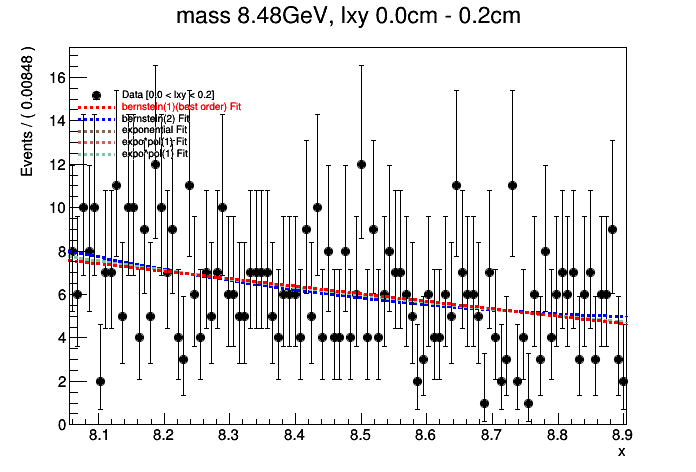 mass 8.48GeV, lxy 0.0cm - 0.2cm
Events / ( 0.00848 )
16
14
12
10
8
6
4
2
0
Data [0.0 < lxy < 0.2]
bernstein(1)(best order) Fit
bernstein(2) Fit
exponential Fit
expo*pol(1) Fit
expo*pol(1) Fit
8.1 8.2 8.3 8.4 8.5 8.6 8.7 8.8 8.9
x